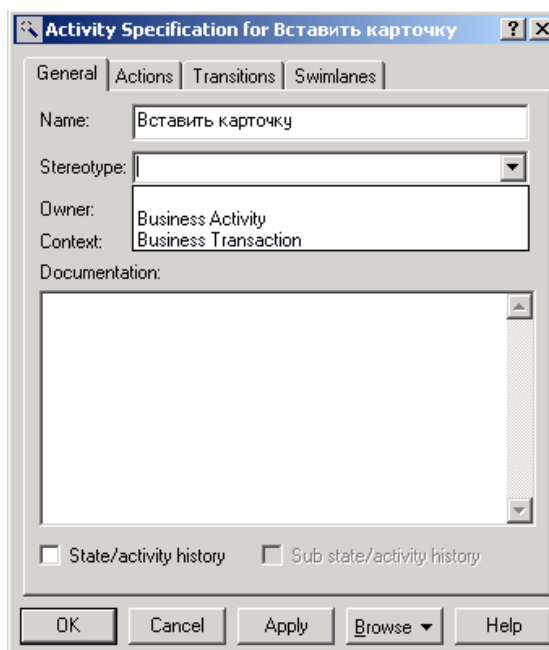 Activity Specification for Вставить карточку
General Actions Transitions Swimlanes
Name: Вставить карточку
Stereotype:
Owner:
Business Activity
Context: Business Transaction
Documentation:
State/activity history Sub state/activity history
OK Cancel Apply Browse Help